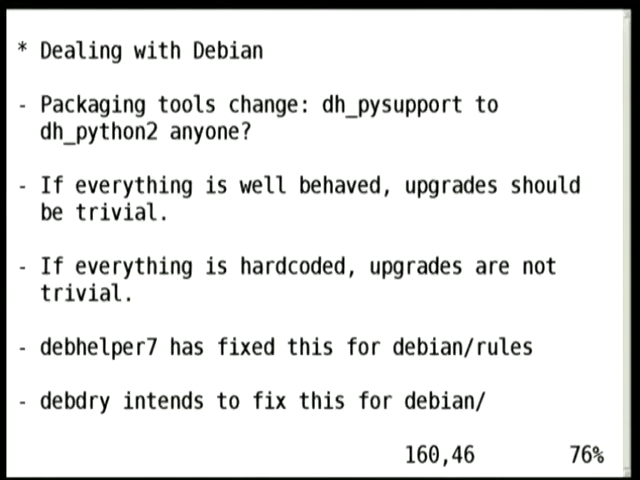 * Dealing with Debian
- Packaging tools change: dh_pysupport to
dh_python2 anyone?
- If everything is well behaved, upgrades should
be trivial.
- If everything is hardcoded, upgrades are not
trivial.
- debhelper7 has fixed this for debian/rules
- debdry intends to fix this for debian/
160,46 76%